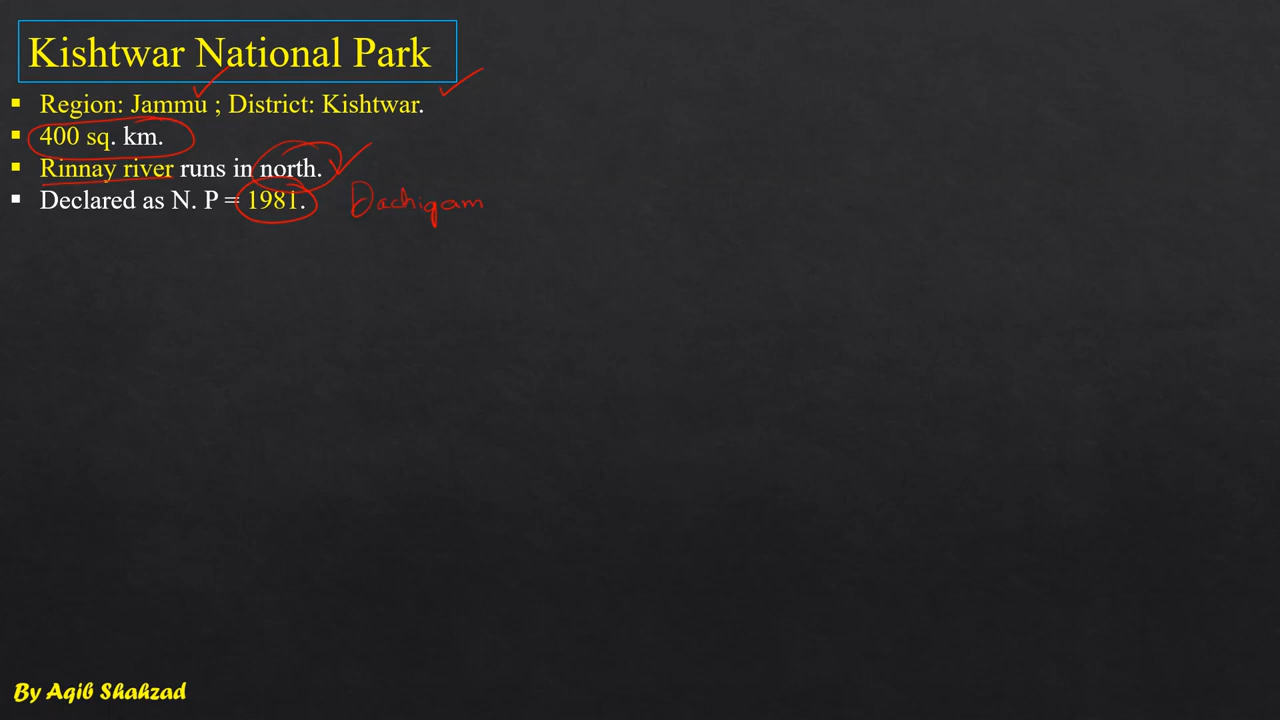 Kishtwar National Park
▪ Region: Jammu ; District: Kishtwar.
▪ 400 sq. km.
▪ Rinnay river runs in north.
▪ Declared as N. P = 1981. Dachigam
By Aqib Shahzad